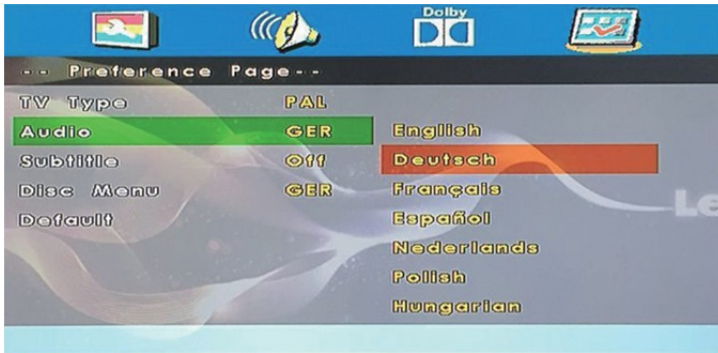 Dolby
-- Preference Page--
TV Type PAL
Audio GER English
Subtitle Off Deutsch
Disc Menu GER Français
Default Español
Nederlands
Polish
Hungarian
Le